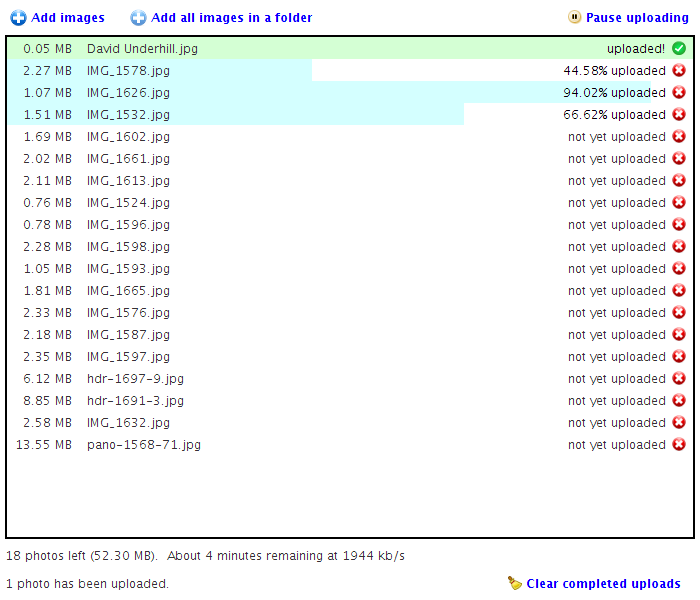 Add images Add all images in a folder Pause uploading
0.05 MB David Underhill.jpg uploaded!
2.27 MB IMG_1578.jpg 44.58% uploaded
1.07 MB IMG_1626.jpg 94.02% uploaded
1.51 MB IMG_1532.jpg 66.62% uploaded
1.69 MB IMG_1602.jpg not yet uploaded
2.02 MB IMG_1661.jpg not yet uploaded
2.11 MB IMG_1613.jpg not yet uploaded
0.76 MB IMG_1524.jpg not yet uploaded
0.78 MB IMG_1596.jpg not yet uploaded
2.28 MB IMG_1598.jpg not yet uploaded
1.05 MB IMG_1593.jpg not yet uploaded
1.81 MB IMG_1665.jpg not yet uploaded
2.33 MB IMG_1576.jpg not yet uploaded
2.18 MB IMG_1587.jpg not yet uploaded
2.35 MB IMG_1597.jpg not yet uploaded
6.12 MB hdr-1697-9.jpg not yet uploaded
8.85 MB hdr-1691-3.jpg not yet uploaded
2.58 MB IMG_1632.jpg not yet uploaded
13.55 MB pano-1568-71.jpg not yet uploaded
18 photos left (52.30 MB). About 4 minutes remaining at 1944 kb/s
1 photo has been uploaded. Clear completed uploads